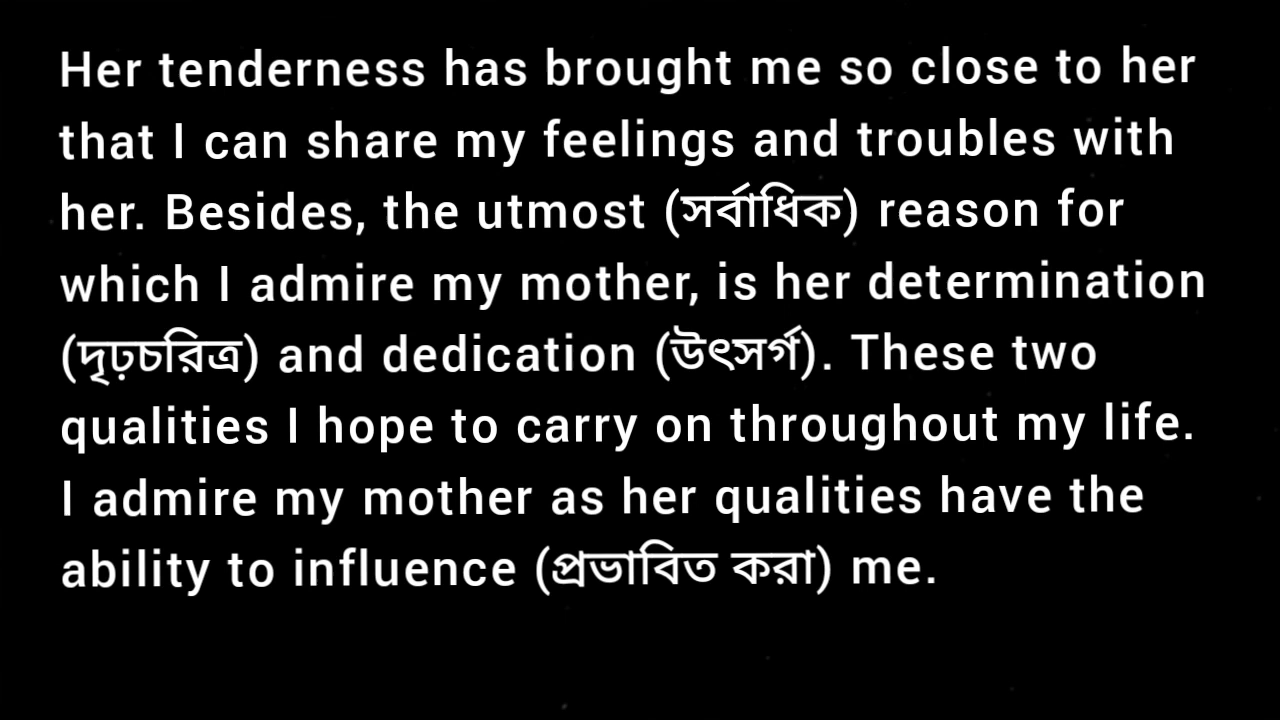 Her tenderness has brought me so close to her
that I can share my feelings and troubles with
her. Besides, the utmost (সর্বাধিক) reason for
which I admire my mother, is her determination
(দৃঢ়চরিত্র) and dedication (উৎসর্গ). These two
qualities I hope to carry on throughout my life.
I admire my mother as her qualities have the
ability to influence (প্রভাবিত করা) me.